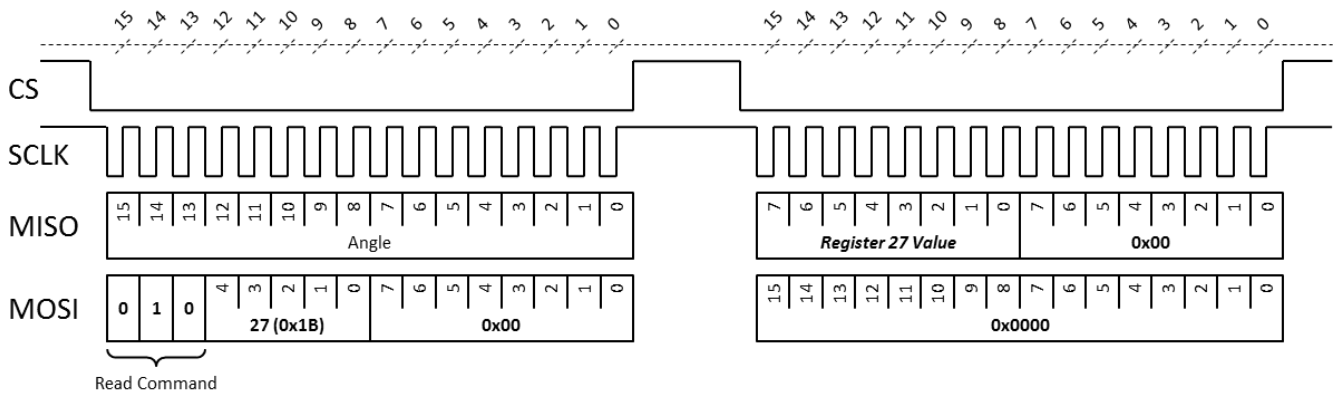 15 14 13 12 11 10 9 8 7 6 5 4 3 2 1 0 15 14 13 12 11 10 9 8 7 6 5 4 3 2 1 0
CS
SCLK
MISO
15 14 13 12 11 10 9 8 7 6 5 4 3 2 1 0 7 6 5 4 3 2 1 0 7 6 5 4 3 2 1 0
Angle Register 27 Value 0x00
MOSI
0 1 0 4 3 2 1 0 7 6 5 4 3 2 1 0 15 14 13 12 11 10 9 8 7 6 5 4 3 2 1 0
27 (0x1B) 0x00 0x0000
Read Command